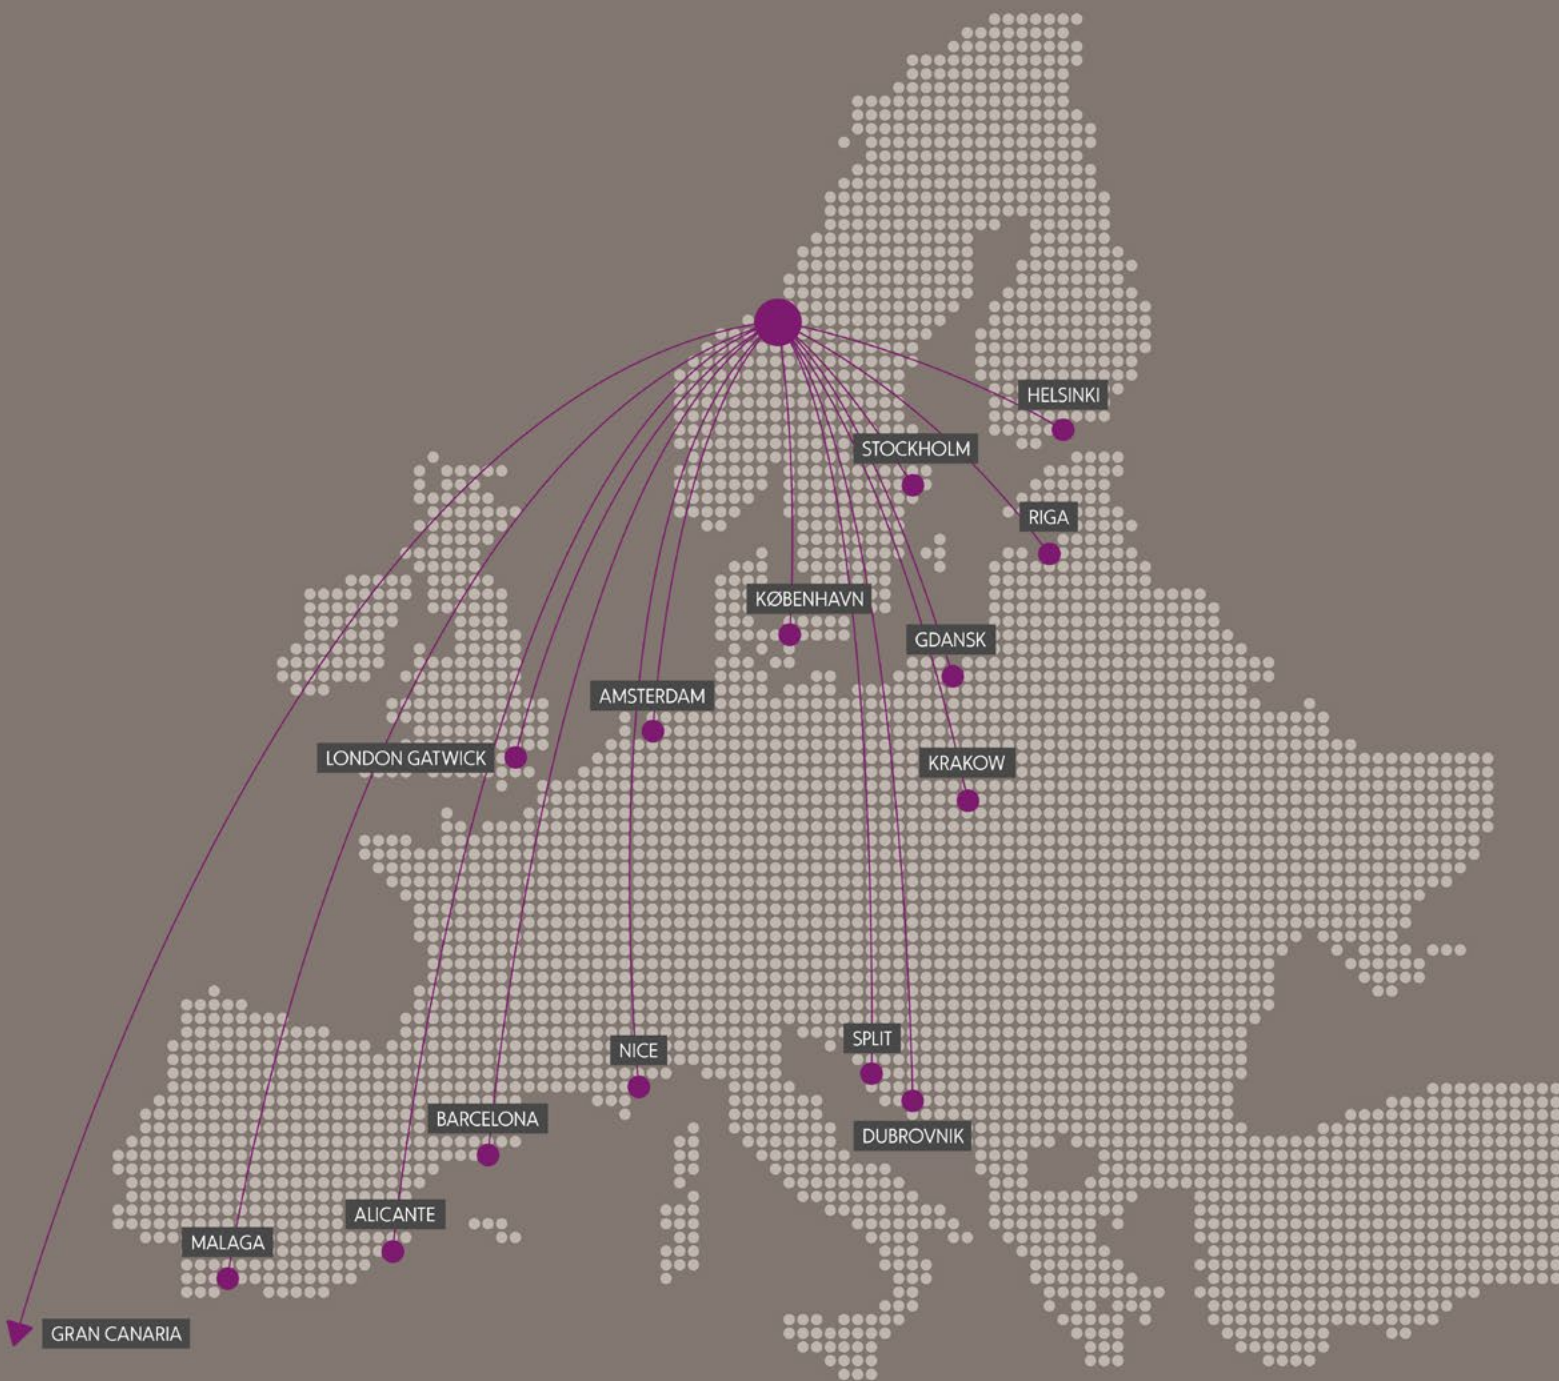 HELSINKI
STOCKHOLM
RIGA
KØBENHAVN
GDANSK
AMSTERDAM
LONDON GATWICK
KRAKOW
SPLIT
NICE
BARCELONA
DUBROVNIK
ALICANTE
MALAGA
GRAN CANARIA